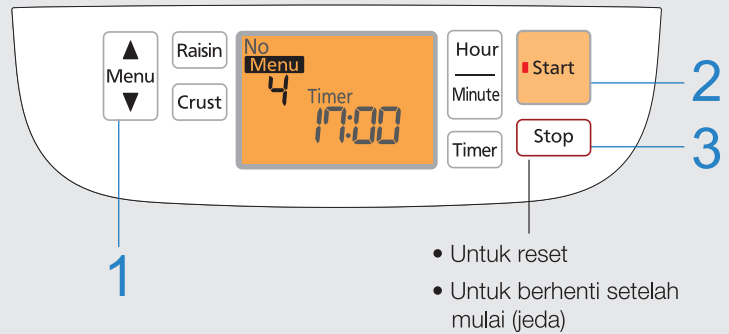 ▲
Menu
▼
Raisin
Crust
No
Menu
4
Timer
17:00
Hour
Minute
Timer
Start
Stop
1
2
3
• Untuk reset
• Untuk berhenti setelah
mulai (jeda)